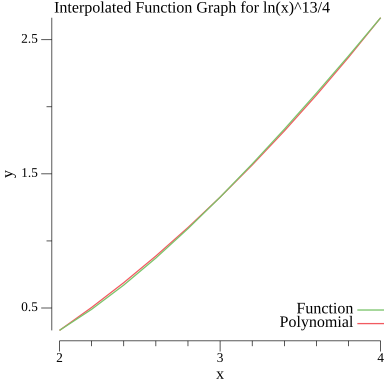 Interpolated Function Graph for ln(x)^13/4
2.5
1.5
0.5
y
Function
Polynomial
2
3
4
x